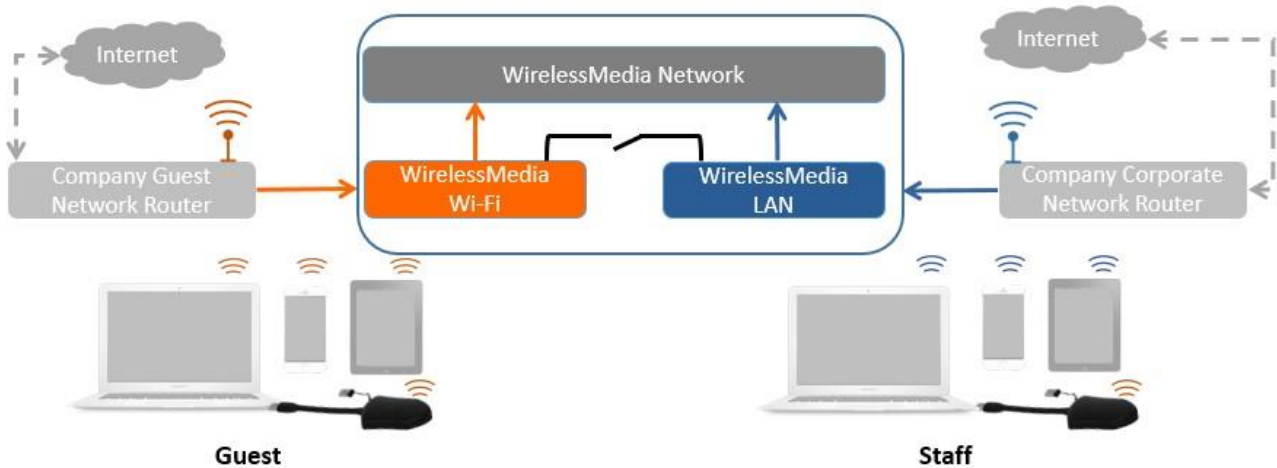 Internet
Internet
WirelessMedia Network
Company Guest
Network Router
WirelessMedia
Wi-Fi
WirelessMedia
LAN
Company Corporate
Network Router
Guest
Staff